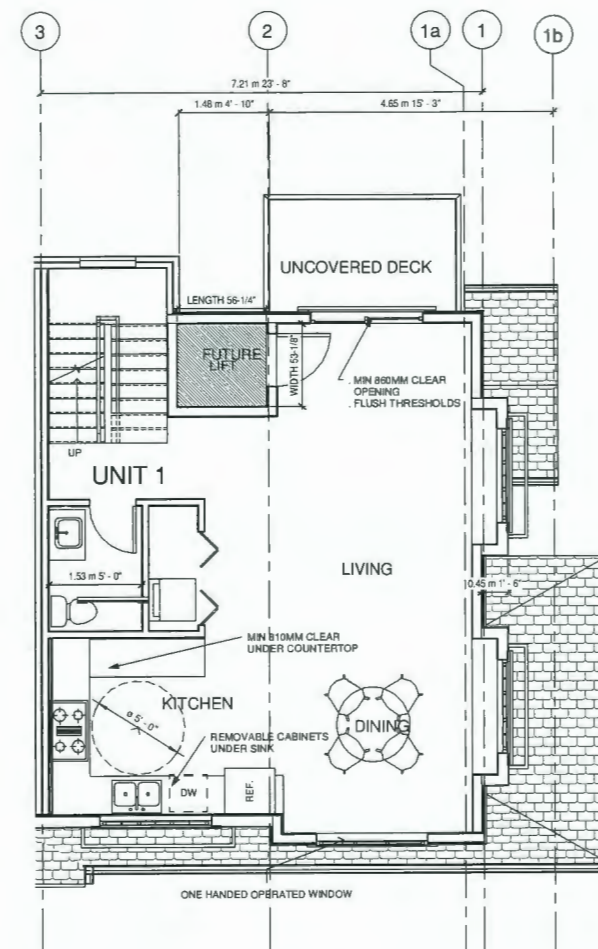 3
2
1a
1
1b
7.21 m 23' - 8"
1.48 m 4' - 10"
4.65 m 15' - 3"
UNCOVERED DECK
LENGTH 56-1/4"
FUTURE
LIFT
WIDTH 53-1/8"
. MIN 860MM CLEAR
OPENING
. FLUSH THRESHOLDS
UP
UNIT 1
1.53 m 5' - 0"
LIVING
0.45 m 1' - 6"
MIN 810MM CLEAR
UNDER COUNTERTOP
KITCHEN
ø 5' - 0"
DINING
REMOVABLE CABINETS
UNDER SINK
DW
REF.
ONE HANDED OPERATED WINDOW